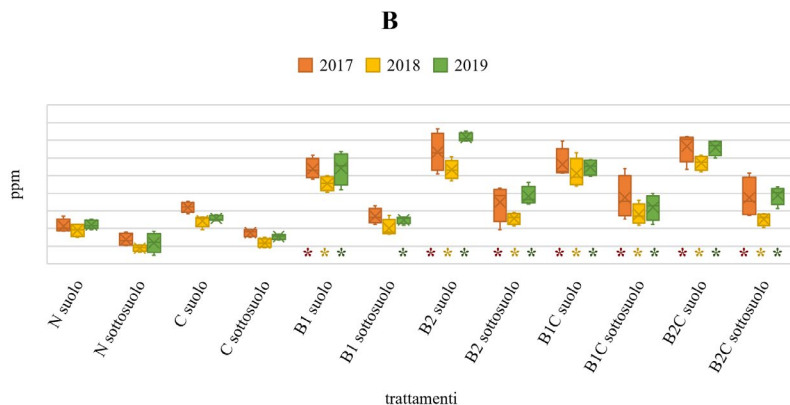 B
2017 2018 2019
ppm
* * * * * * * * * * * * * * * * * * * * * *
N suolo
N sottosuolo
C suolo
C sottosuolo
B1 suolo
B1 sottosuolo
B2 suolo
B2 sottosuolo
B1C suolo
B1C sottosuolo
B2C suolo
B2C sottosuolo
trattamenti